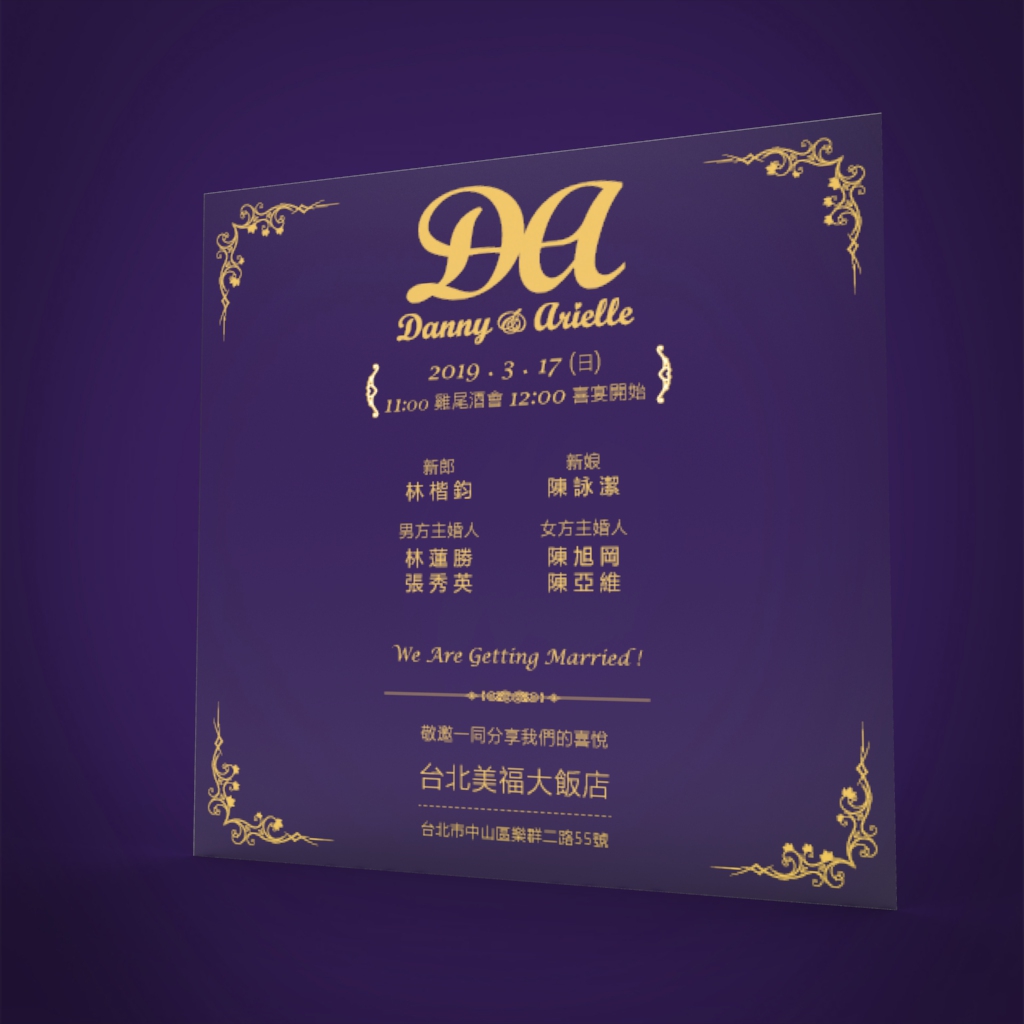 DA
Danny & Arielle
2019 . 3 . 17 (日)
11:00 雞尾酒會 12:00 喜宴開始
新郎 新娘
林楷鈞 陳詠潔
男方主婚人 女方主婚人
林蓮勝 陳旭岡
張秀英 陳亞維
We Are Getting Married !
敬邀一同分享我們的喜悅
台北美福大飯店
台北市中山區樂群二路55號